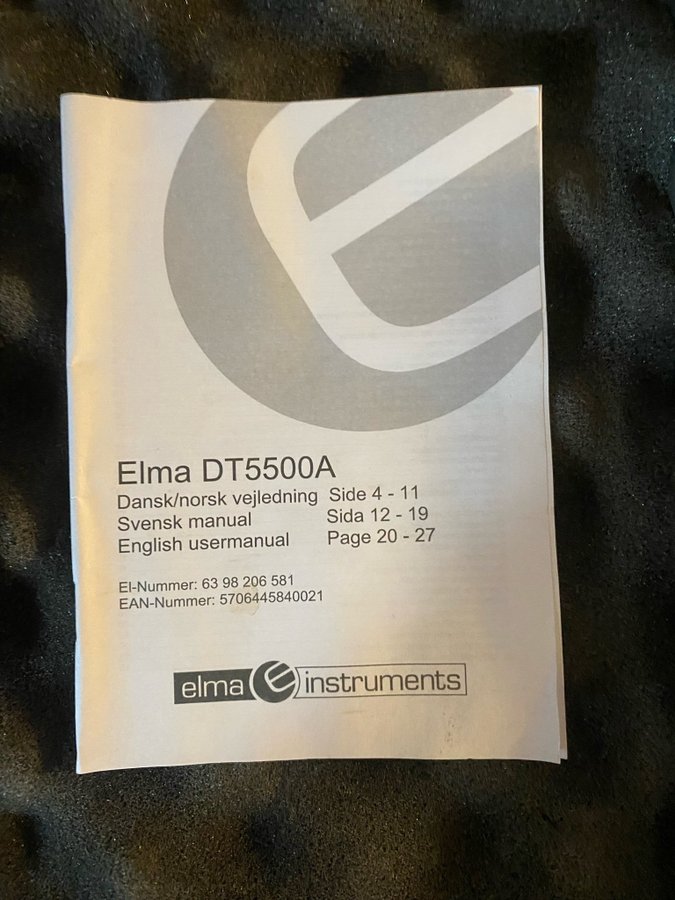 Elma DT5500A
Dansk/norsk vejledning Side 4 - 11
Svensk manual Sida 12 - 19
English usermanual Page 20 - 27
El-Nummer: 63 98 206 581
EAN-Nummer: 5706445840021
elma instruments